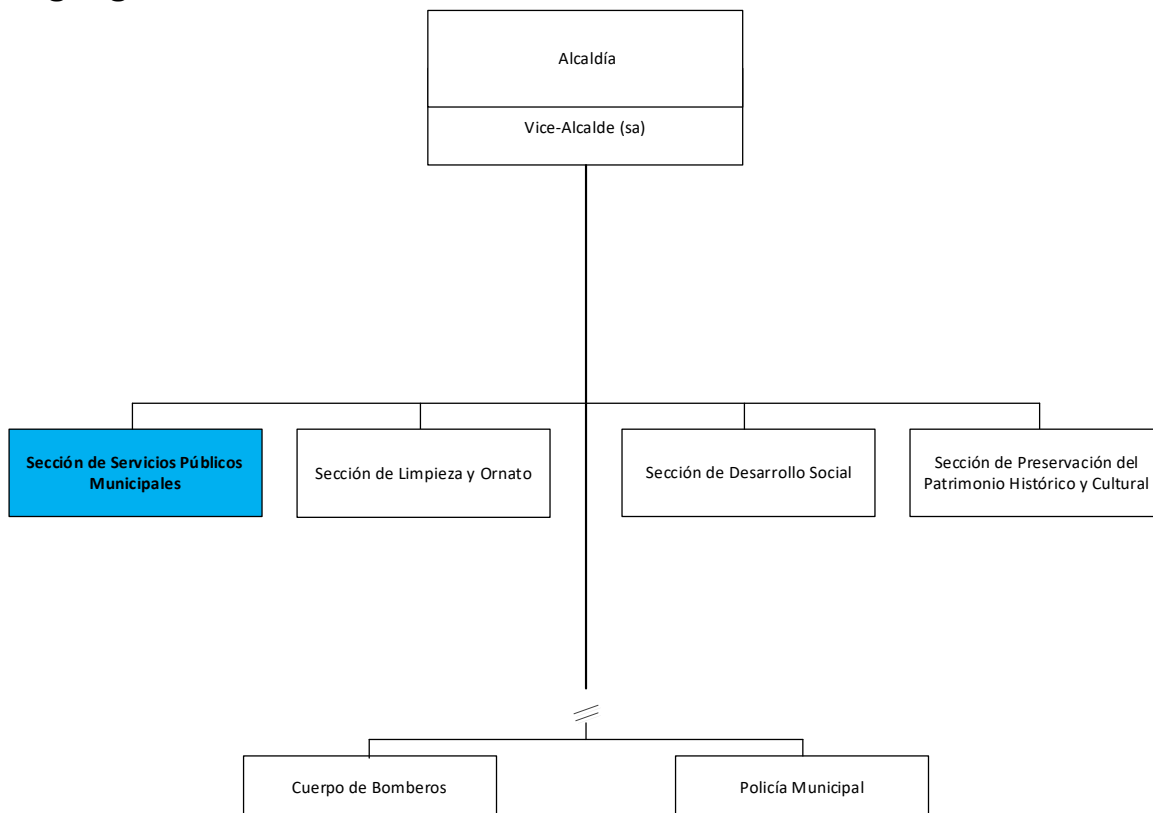 Alcaldía
Vice-Alcalde (sa)
Sección de Servicios Públicos
Municipales
Sección de Limpieza y Ornato
Sección de Desarrollo Social
Sección de Preservación del
Patrimonio Histórico y Cultural
Cuerpo de Bomberos
Policía Municipal